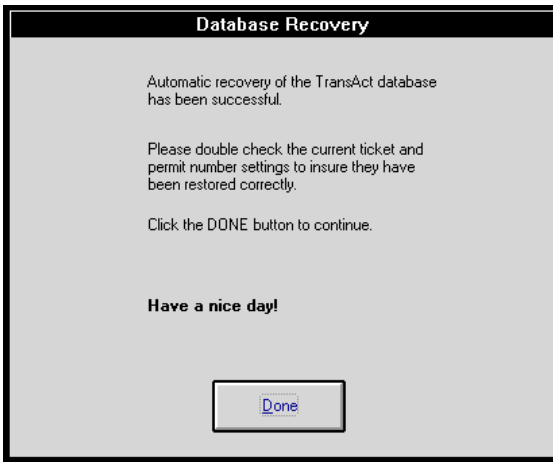 Database Recovery
Automatic recovery of the TransAct database
has been successful.
Please double check the current ticket and
permit number settings to insure they have
been restored correctly.
Click the DONE button to continue.
Have a nice day!
Done